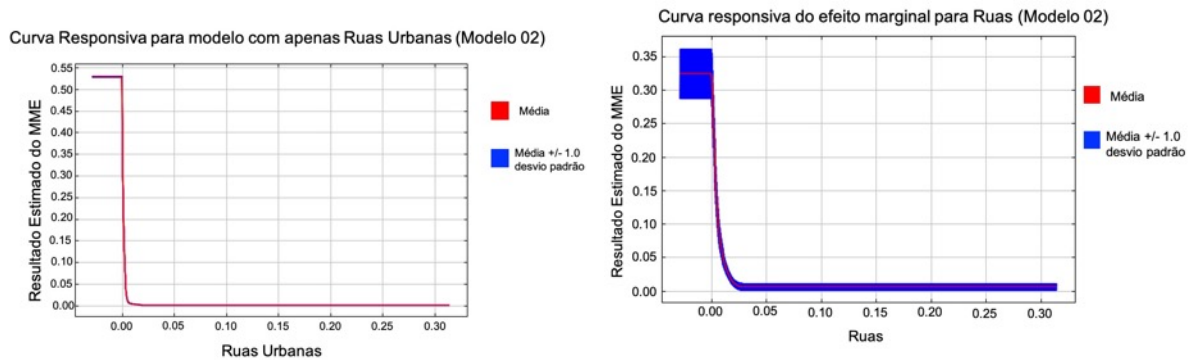 Curva Responsiva para modelo com apenas Ruas Urbanas (Modelo 02)
Resultado Estimado do MME
0.55
0.50
0.45
0.40
0.35
0.30
0.25
0.20
0.15
0.10
0.05
0.00
0.00 0.05 0.10 0.15 0.20 0.25 0.30
Ruas Urbanas
Média
Média +/- 1.0
desvio padrão
Curva responsiva do efeito marginal para Ruas (Modelo 02)
Resultado Estimado do MME
0.35
0.30
0.25
0.20
0.15
0.10
0.05
0.00
0.00 0.05 0.10 0.15 0.20 0.25 0.30
Ruas
Média
Média +/- 1.0
desvio padrão